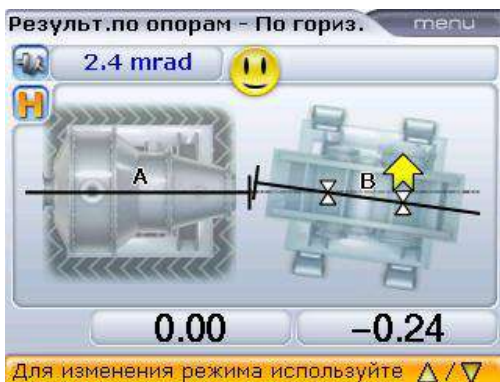 Результ.по опорам - По гориз. menu
2.4 mrad
H
A B
0.00 -0.24
Для изменения режима используйте △/▽